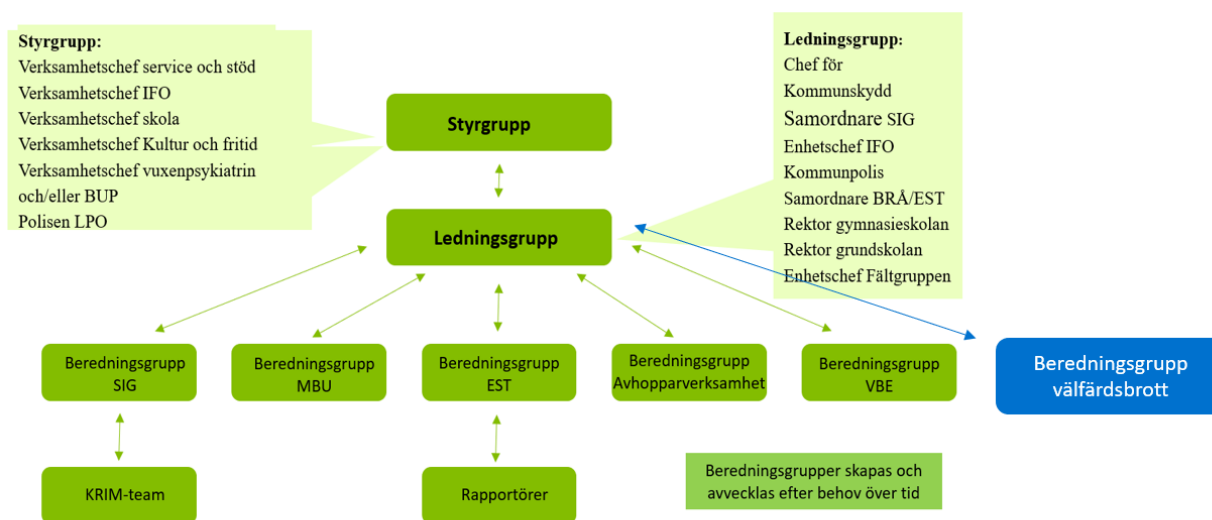 Styrgrupp:
Verksamhetschef service och stöd
Verksamhetschef IFO
Verksamhetschef skola
Verksamhetschef Kultur och fritid
Verksamhetschef vuxenpsykiatrin
och/eller BUP
Polisen LPO
Styrgrupp
Ledningsgrupp:
Chef för
Kommunskydd
Samordnare SIG
Enhetschef IFO
Kommunpolis
Samordnare BRÅ/EST
Rektor gymnasieskolan
Rektor grundskolan
Enhetschef Fältgruppen
Ledningsgrupp
Beredningsgrupp
SIG
Beredningsgrupp
MBU
Beredningsgrupp
EST
Beredningsgrupp
Avhopparverksamhet
Beredningsgrupp
VBE
Beredningsgrupp
välfärdsbrott
KRIM-team
Rapportörer
Beredningsgrupper skapas och
avvecklas efter behov över tid